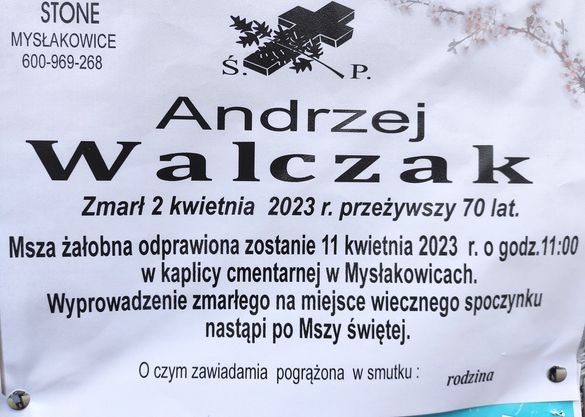 STONE
MYSŁAKOWICE
600-969-268
Ś. P.
Andrzej
Walczak
Zmarł 2 kwietnia 2023 r. przeżywszy 70 lat.
Msza żałobna odprawiona zostanie 11 kwietnia 2023 r. o godz.11:00
w kaplicy cmentarnej w Mysłakowicach.
Wyprowadzenie zmarłego na miejsce wiecznego spoczynku
nastąpi po Mszy świętej.
O czym zawiadamia pogrążona w smutku : rodzina